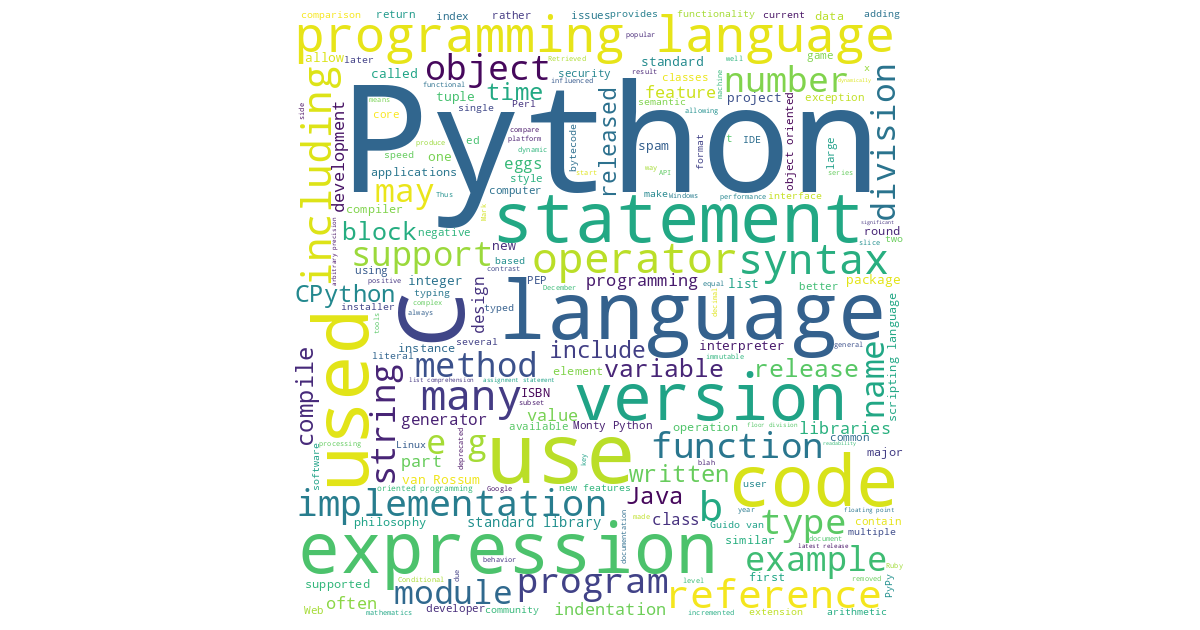 comparison return index rather issues provides functionality current data adding
programming language
popular
allow later called object Retrieved security standard game x
functional influenced result classes feature semantic machine well dynamically number
including side development means core tuple single time Perl
Python
released spam project exception division
compare platform bytecode format t IDE object oriented large
produce ed speed one eggs dynamic
applications style computer start way API series
may Thus make Windows performance interface
compiler Mars statement significant round
block negative new slice two
arbitrary precision support based operator syntax
using contrast PEP programming equal list better package
positive integer December
CPython typing C language decimal
installer complex design typed
tools always scripting language
used instance several include variable interpreter general
literal method element immutable release name
compile string list comprehension assignment statement
many ISBN version
subset value
generator available Monty Python operation floor division libraries
e g deprecated use key function common readability
processing Linux part major
software van Rossum written blah code user
oriented programming Google new features
implementation Java b year floating point
philosophy standard library made class Guido van type contain
documentation similar document multiple
expression latest release example
behavior first removed Ruby
supported Conditional due program level PyPy
Web often module reference
mathematics developer community indentation incremented extension arithmetic